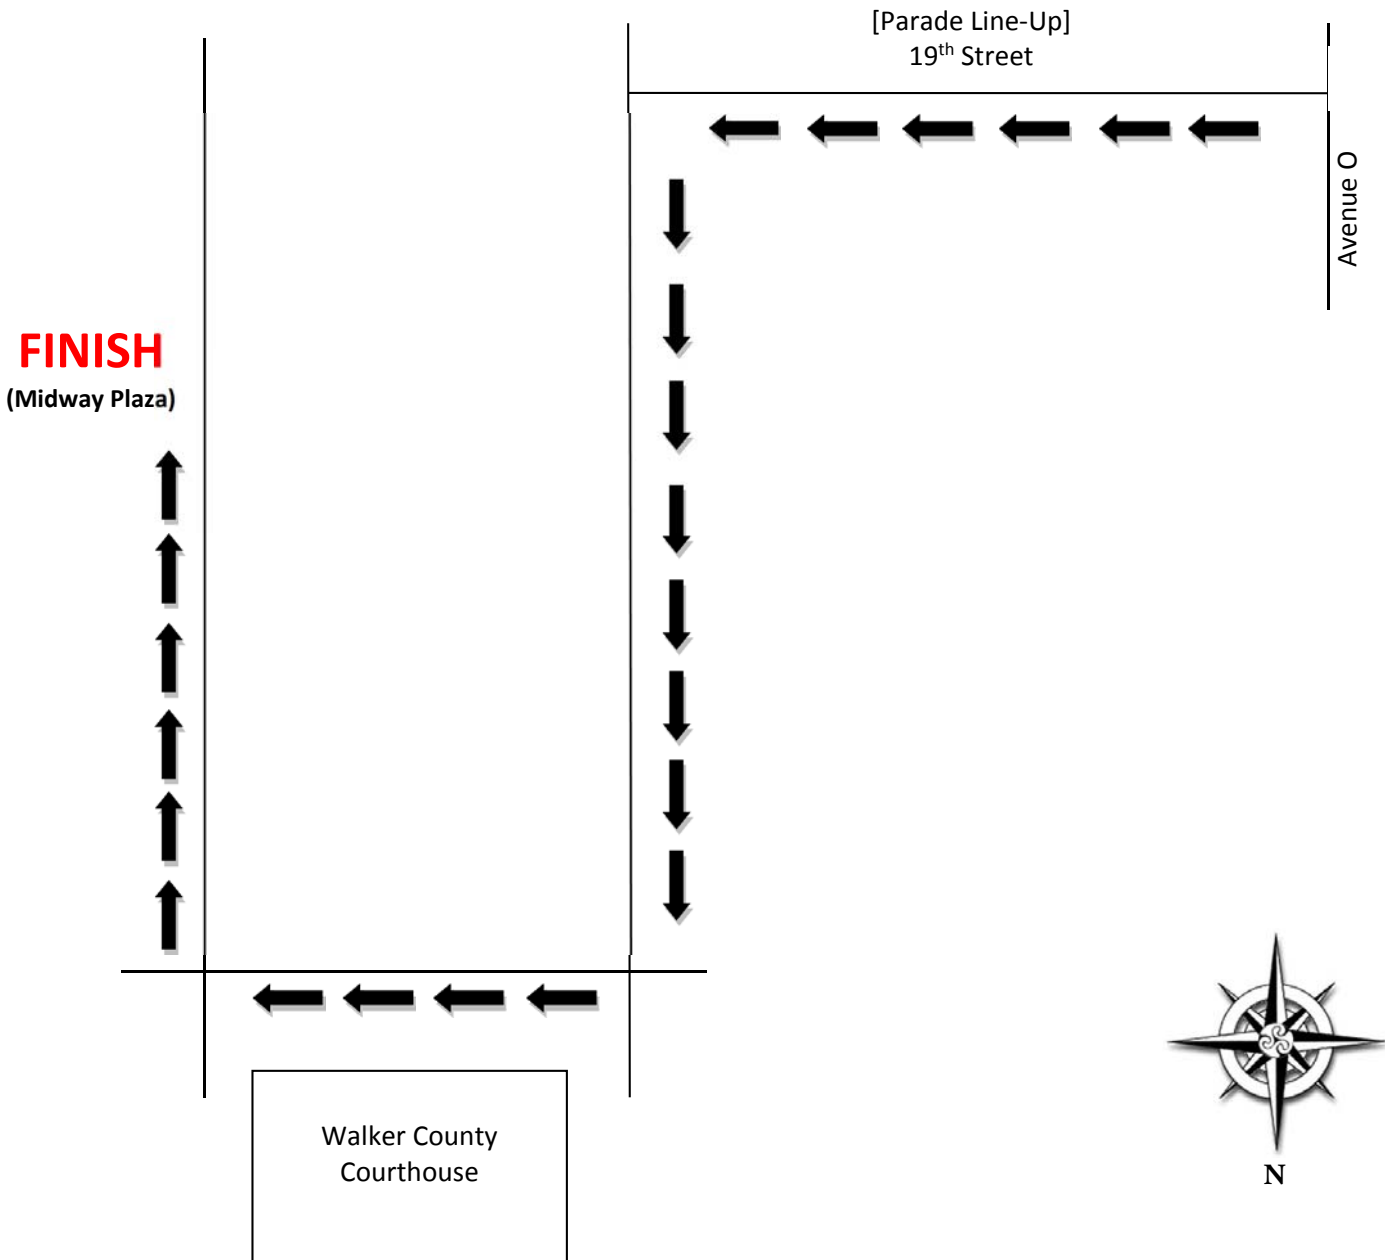 [Parade Line-Up]
19th Street
Avenue O
FINISH
(Midway Plaza)
Walker County
Courthouse
N